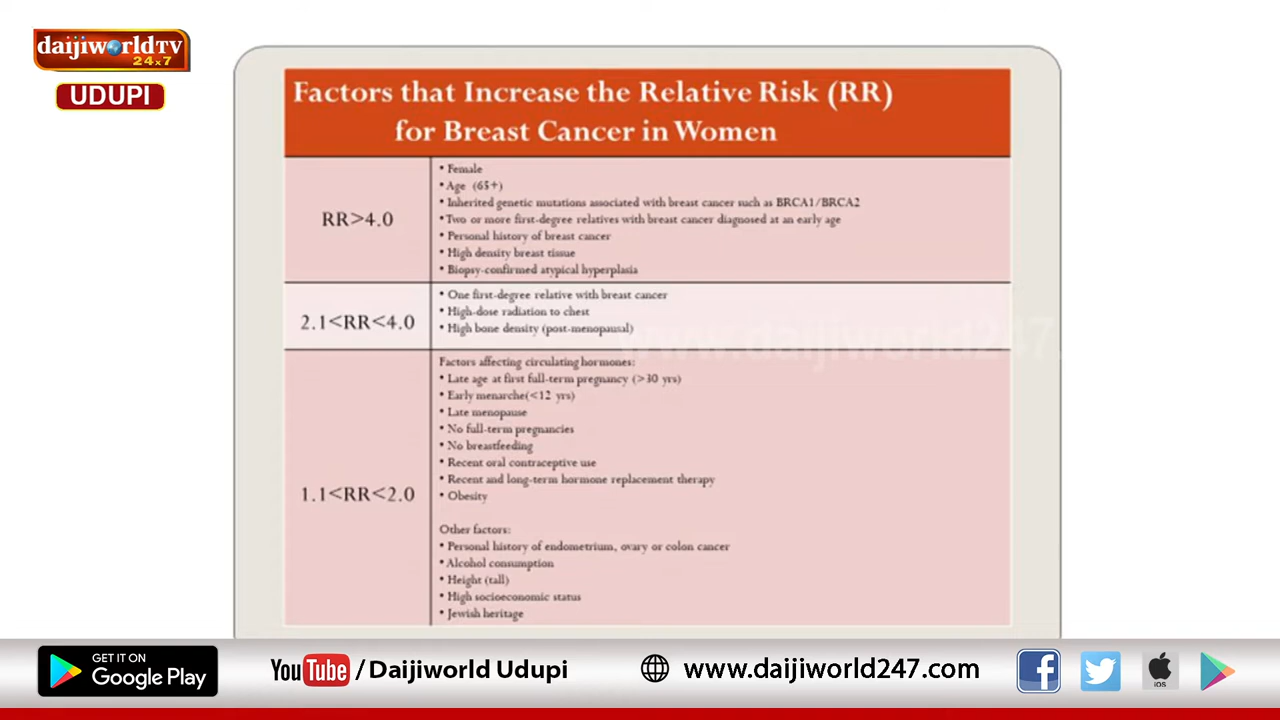 daijiworldTV
24x7
UDUPI
Factors that Increase the Relative Risk (RR)
for Breast Cancer in Women
RR>4.0
• Female
• Age (65+)
• Inherited genetic mutations associated with breast cancer such as BRCA1/BRCA2
• Two or more first-degree relatives with breast cancer diagnosed at an early age
• Personal history of breast cancer
• High density breast tissue
• Biopsy-confirmed atypical hyperplasia
2.1<RR<4.0
• One first-degree relative with breast cancer
• High-dose radiation to chest
• High bone density (post-menopausal)
www.daijiworld247.
1.1<RR<2.0
Factors affecting circulating hormones:
• Late age at first full-term pregnancy (>30 yrs)
• Early menarche(<12 yrs)
• Late menopause
• No full-term pregnancies
• No breastfeeding
• Recent oral contraceptive use
• Recent and long-term hormone replacement therapy
• Obesity
Other factors:
• Personal history of endometrium, ovary or colon cancer
• Alcohol consumption
• Height (tall)
• High socioeconomic status
• Jewish heritage
GET IT ON
Google Play
YouTube / Daijiworld Udupi
www.daijiworld247.com
iOS